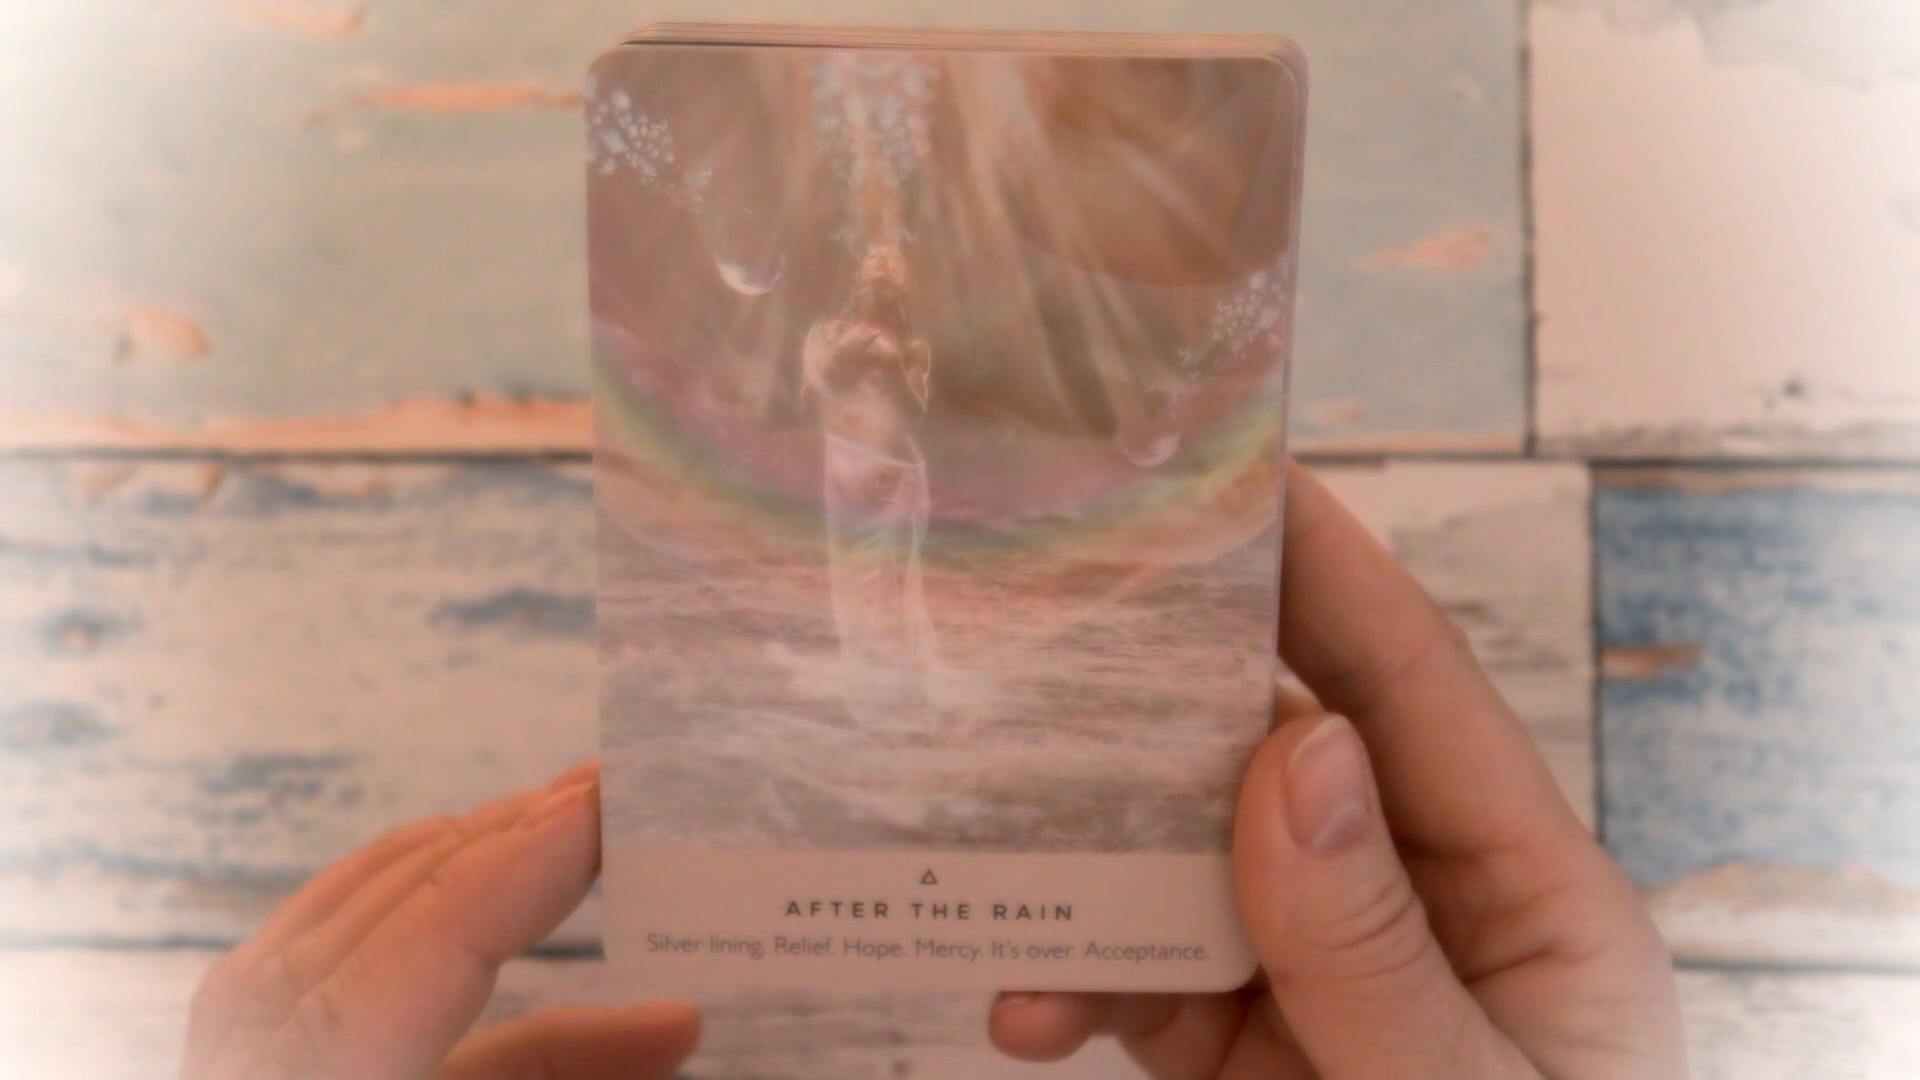 AFTER THE RAIN
Silver lining. Relief. Hope. Mercy. It's over. Acceptance.